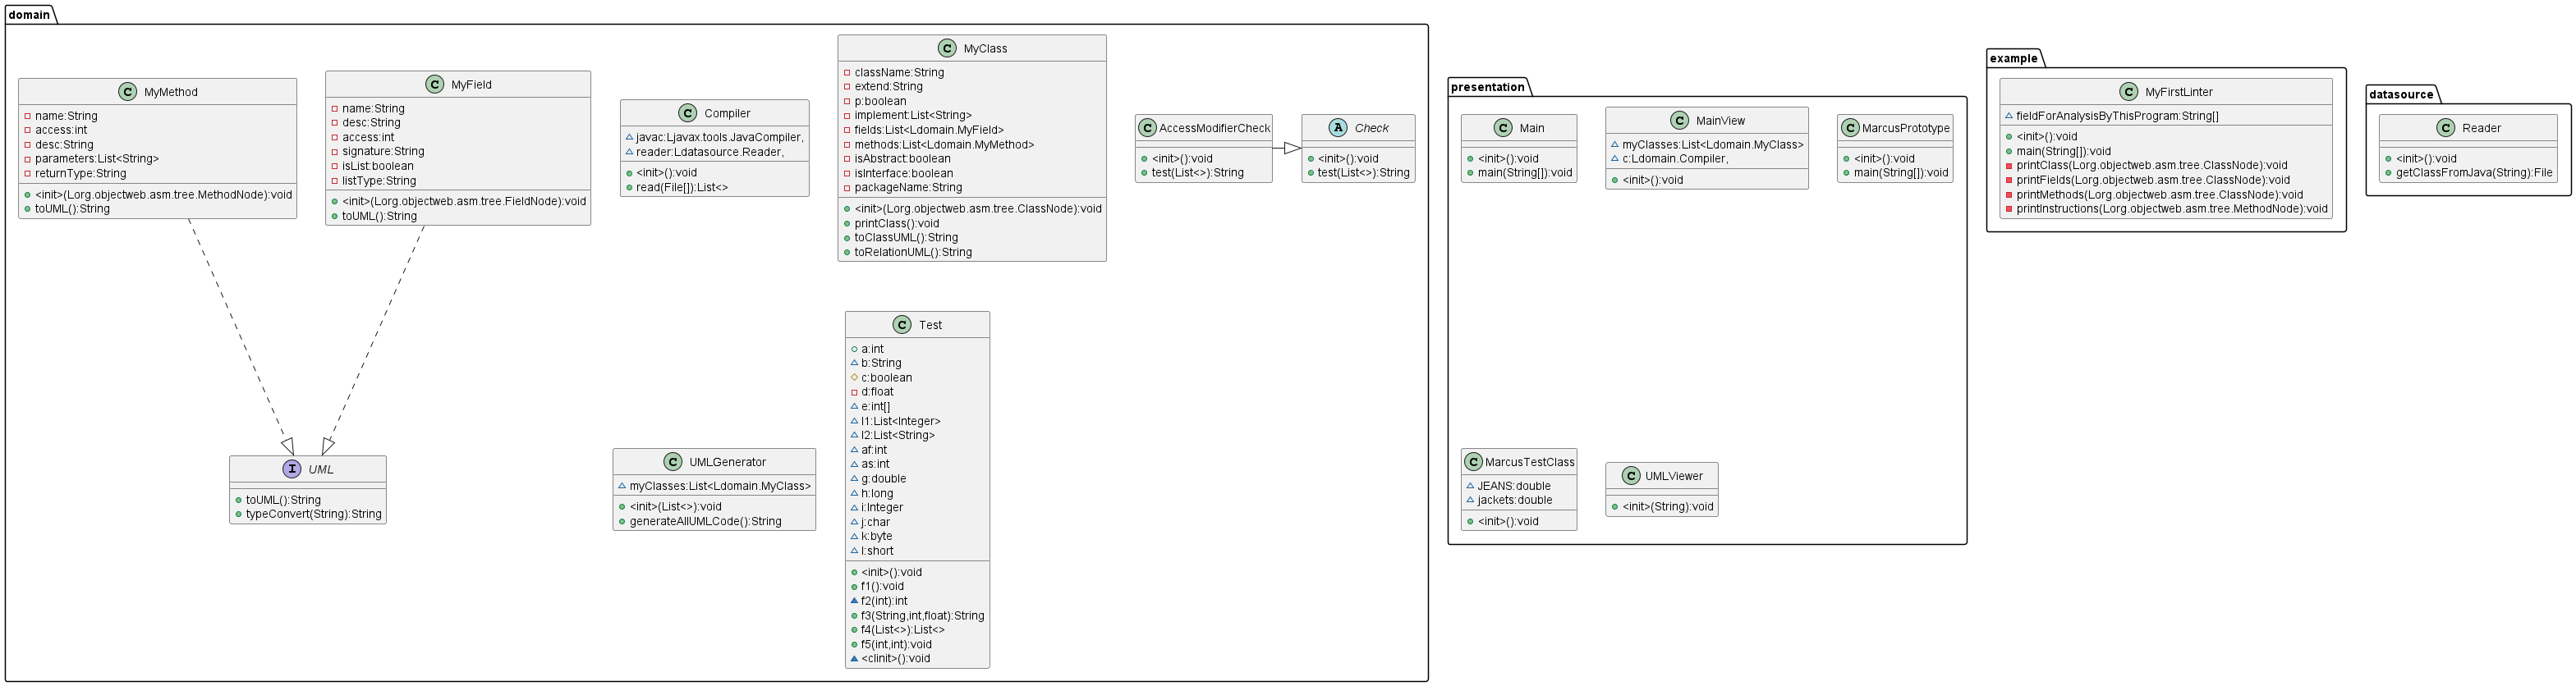 domain
C MyMethod
name:String
access:int
desc:String
parameters:List<String>
returnType:String
<init>(Lorg.objectweb.asm.tree.MethodNode):void
toUML():String
C MyField
name:String
desc:String
access:int
signature:String
isList:boolean
listType:String
<init>(Lorg.objectweb.asm.tree.FieldNode):void
toUML():String
C Compiler
javac:Ljavax.tools.JavaCompiler,
reader:Ldatasource.Reader,
<init>():void
read(File[]):List<>
C MyClass
className:String
extend:String
p:boolean
implement:List<String>
fields:List<Ldomain.MyField>
methods:List<Ldomain.MyMethod>
isAbstract:boolean
isInterface:boolean
packageName:String
<init>(Lorg.objectweb.asm.tree.ClassNode):void
printClass():void
toClassUML():String
toRelationUML():String
C AccessModifierCheck
<init>():void
test(List<>):String
A Check
<init>():void
test(List<>):String
I UML
toUML():String
typeConvert(String):String
C UMLGenerator
myClasses:List<Ldomain.MyClass>
<init>(List<>):void
generateAllUMLCode():String
C Test
a:int
b:String
c:boolean
d:float
e:int[]
l1:List<Integer>
l2:List<String>
af:int
as:int
g:double
h:long
i:Integer
j:char
k:byte
l:short
<init>():void
f1():void
f2(int):int
f3(String,int,float):String
f4(List<>):List<>
f5(int,int):void
<clinit>():void
presentation
C Main
<init>():void
main(String[]):void
C MainView
myClasses:List<Ldomain.MyClass>
c:Ldomain.Compiler,
<init>():void
C MarcusPrototype
<init>():void
main(String[]):void
C MarcusTestClass
JEANS:double
jackets:double
<init>():void
C UMLViewer
<init>(String):void
example
C MyFirstLinter
fieldForAnalysisByThisProgram:String[]
<init>():void
main(String[]):void
printClass(Lorg.objectweb.asm.tree.ClassNode):void
printFields(Lorg.objectweb.asm.tree.ClassNode):void
printMethods(Lorg.objectweb.asm.tree.ClassNode):void
printInstructions(Lorg.objectweb.asm.tree.MethodNode):void
datasource
C Reader
<init>():void
getClassFromJava(String):File